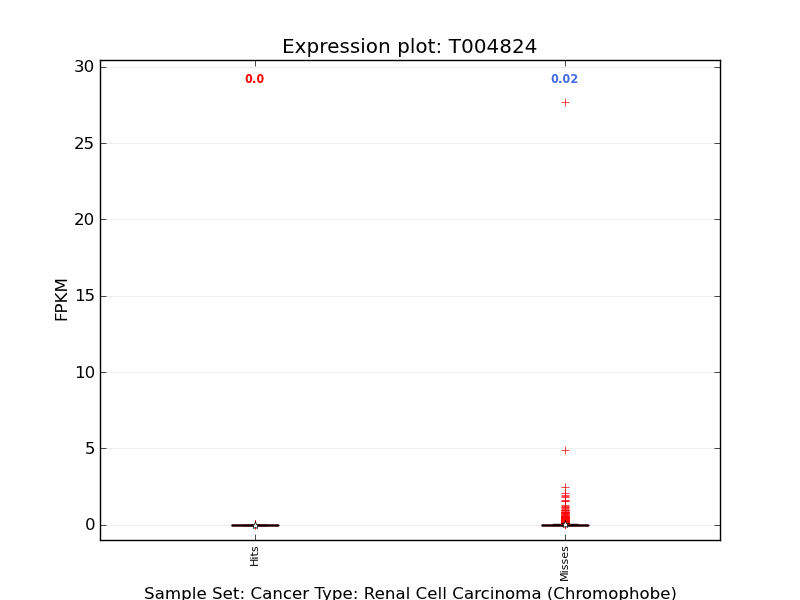 Expression plot: T004824
30
25
20
15
10
5
0
FPKM
0.0
0.02
Hits
Misses
Sample Set: Cancer Type: Renal Cell Carcinoma (Chromophobe)